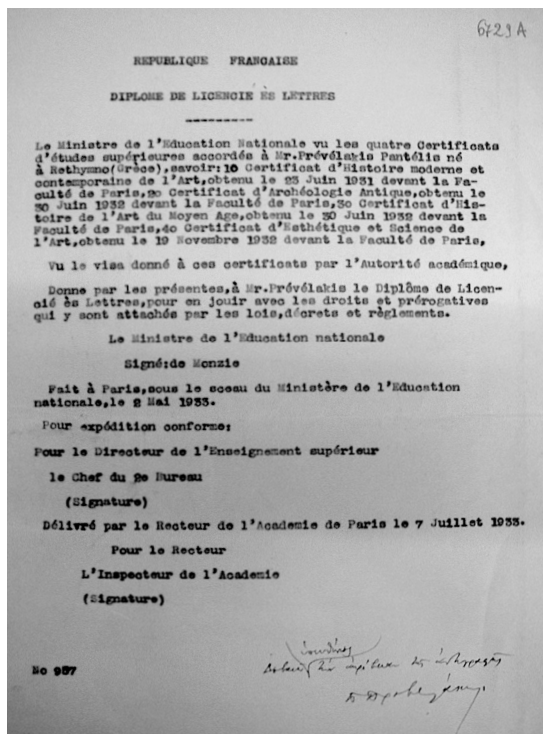 6729 A
REPUBLIQUE FRANCAISE
DIPLOME DE LICENCIE ÈS LETTRES
----------
Le Ministre de l'Education Nationale vu les quatre Certificats
d'études supérieures accordés à Mr.Prévélakis Pantélis né
à Rethymno(Grèce),savoir:1o Certificat d'Histoire moderne et
contemporaine de l'Art,obtenu le 23 Juin 1931 devant la Fa-
culté de Paris,2o Certificat d'Archéologie Antique,obtenu le
30 Juin 1932 devant la Faculté de Paris,3o Certificat d'His-
toire de l'Art du Moyen Age,obtenu le 30 Juin 1932 devant la
Faculté de Paris,4o Certificat d'Esthétique et Science de
l'Art,obtenu le 19 Novembre 1932 devant la Faculté de Paris,
Vu le visa donné à ces certificats par l'Autorité académique,
Donne par les présentes,à Mr.Prévélakis le Diplôme de Licen-
cié ès Lettres,pour en jouir avec les droits et prérogatives
qui y sont attachés par les lois,décrets et règlements.
Le Ministre de l'Education nationale
Signé:de Monzie
Fait à Paris,sous le sceau du Ministère de l'Education
nationale,le 2 Mai 1933.
Pour expédition conforme:
Pour le Directeur de l'Enseignement supérieur
le Chef du 2e Bureau
(Signature)
Délivré par le Recteur de l'Academie de Paris le 7 Juillet 1933.
Pour le Recteur
L'Inspecteur de l'Academie
(Signature)
No 957